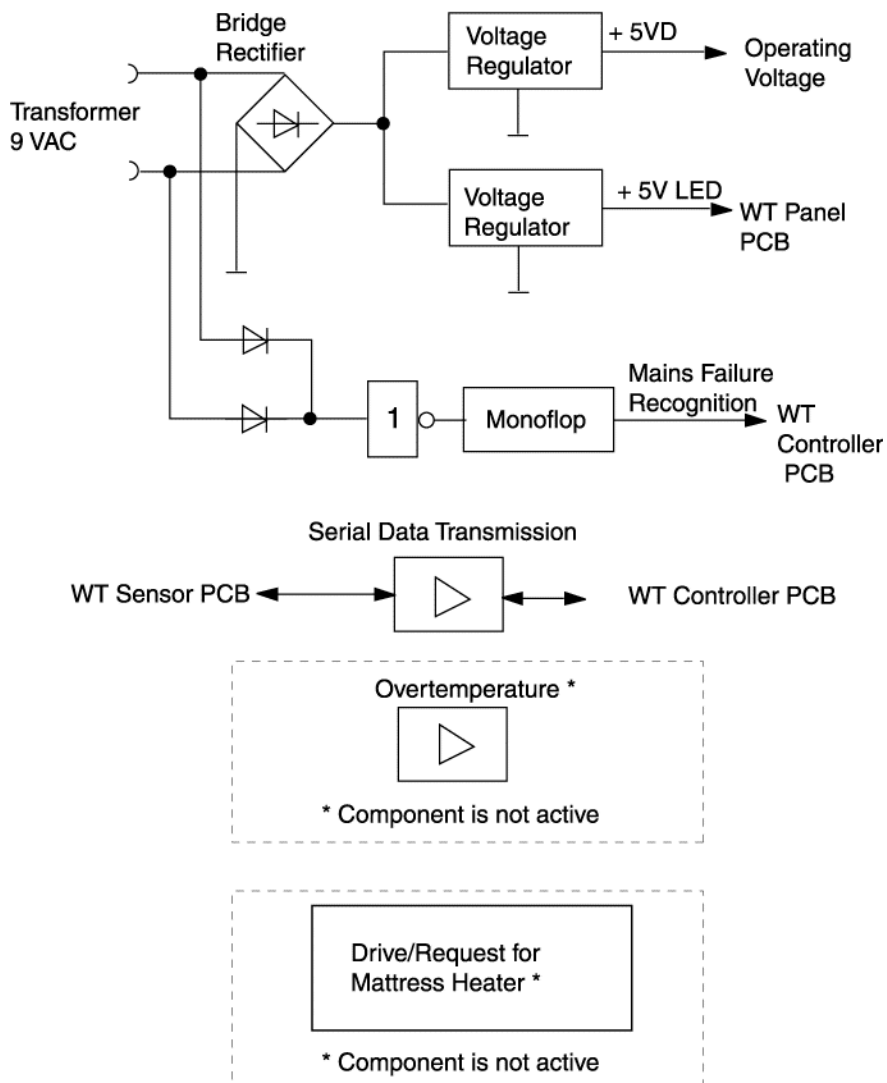 Bridge
Rectifier
Transformer
9 VAC
Voltage
Regulator
+ 5VD
Operating
Voltage
Voltage
Regulator
+ 5V LED
WT Panel
PCB
1
Monoflop
Mains Failure
Recognition
WT
Controller
PCB
Serial Data Transmission
WT Sensor PCB
WT Controller PCB
Overtemperature *
* Component is not active
Drive/Request for
Mattress Heater *
* Component is not active